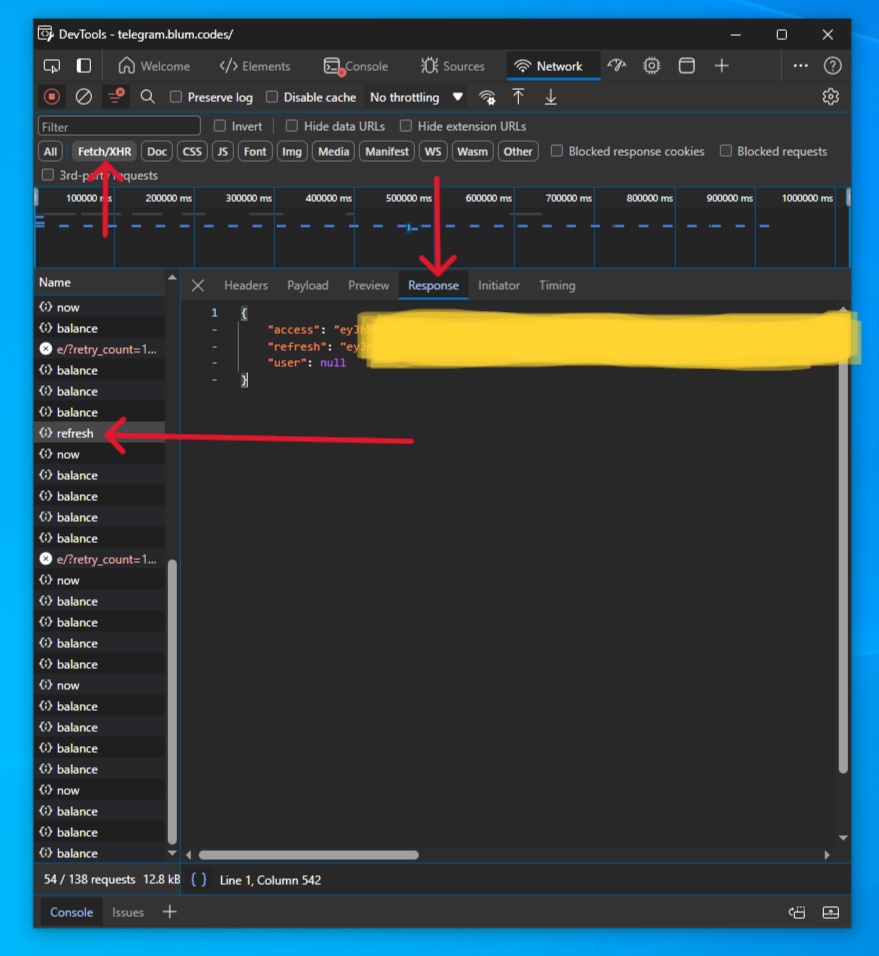 DevTools - telegram.blum.codes/
Welcome Elements Console Sources Network
Preserve log Disable cache No throttling
Filter Invert Hide data URLs Hide extension URLs
All Fetch/XHR Doc CSS JS Font Img Media Manifest WS Wasm Other Blocked response cookies Blocked requests
3rd-party requests
100000 ms 200000 ms 300000 ms 400000 ms 500000 ms 600000 ms 700000 ms 800000 ms 900000 ms 1000000 ms
Name
Headers Payload Preview Response Initiator Timing
now
balance
e/?retry_count=1...
balance
balance
balance
refresh
now
balance
balance
balance
balance
e/?retry_count=1...
now
balance
balance
balance
balance
now
balance
balance
balance
balance
now
balance
balance
balance
1 {
- "access": "eyJh
- "refresh": "eyJ
- "user": null
- }
54 / 138 requests 12.8 kB
{ } Line 1, Column 542
Console Issues